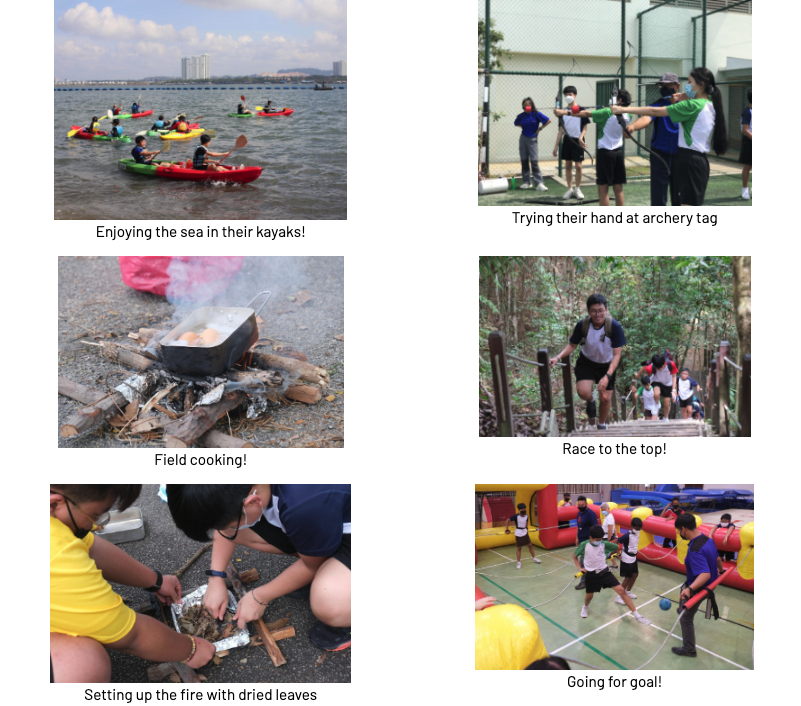 Enjoying the sea in their kayaks!
Trying their hand at archery tag
Field cooking!
Race to the top!
Setting up the fire with dried leaves
Going for goal!